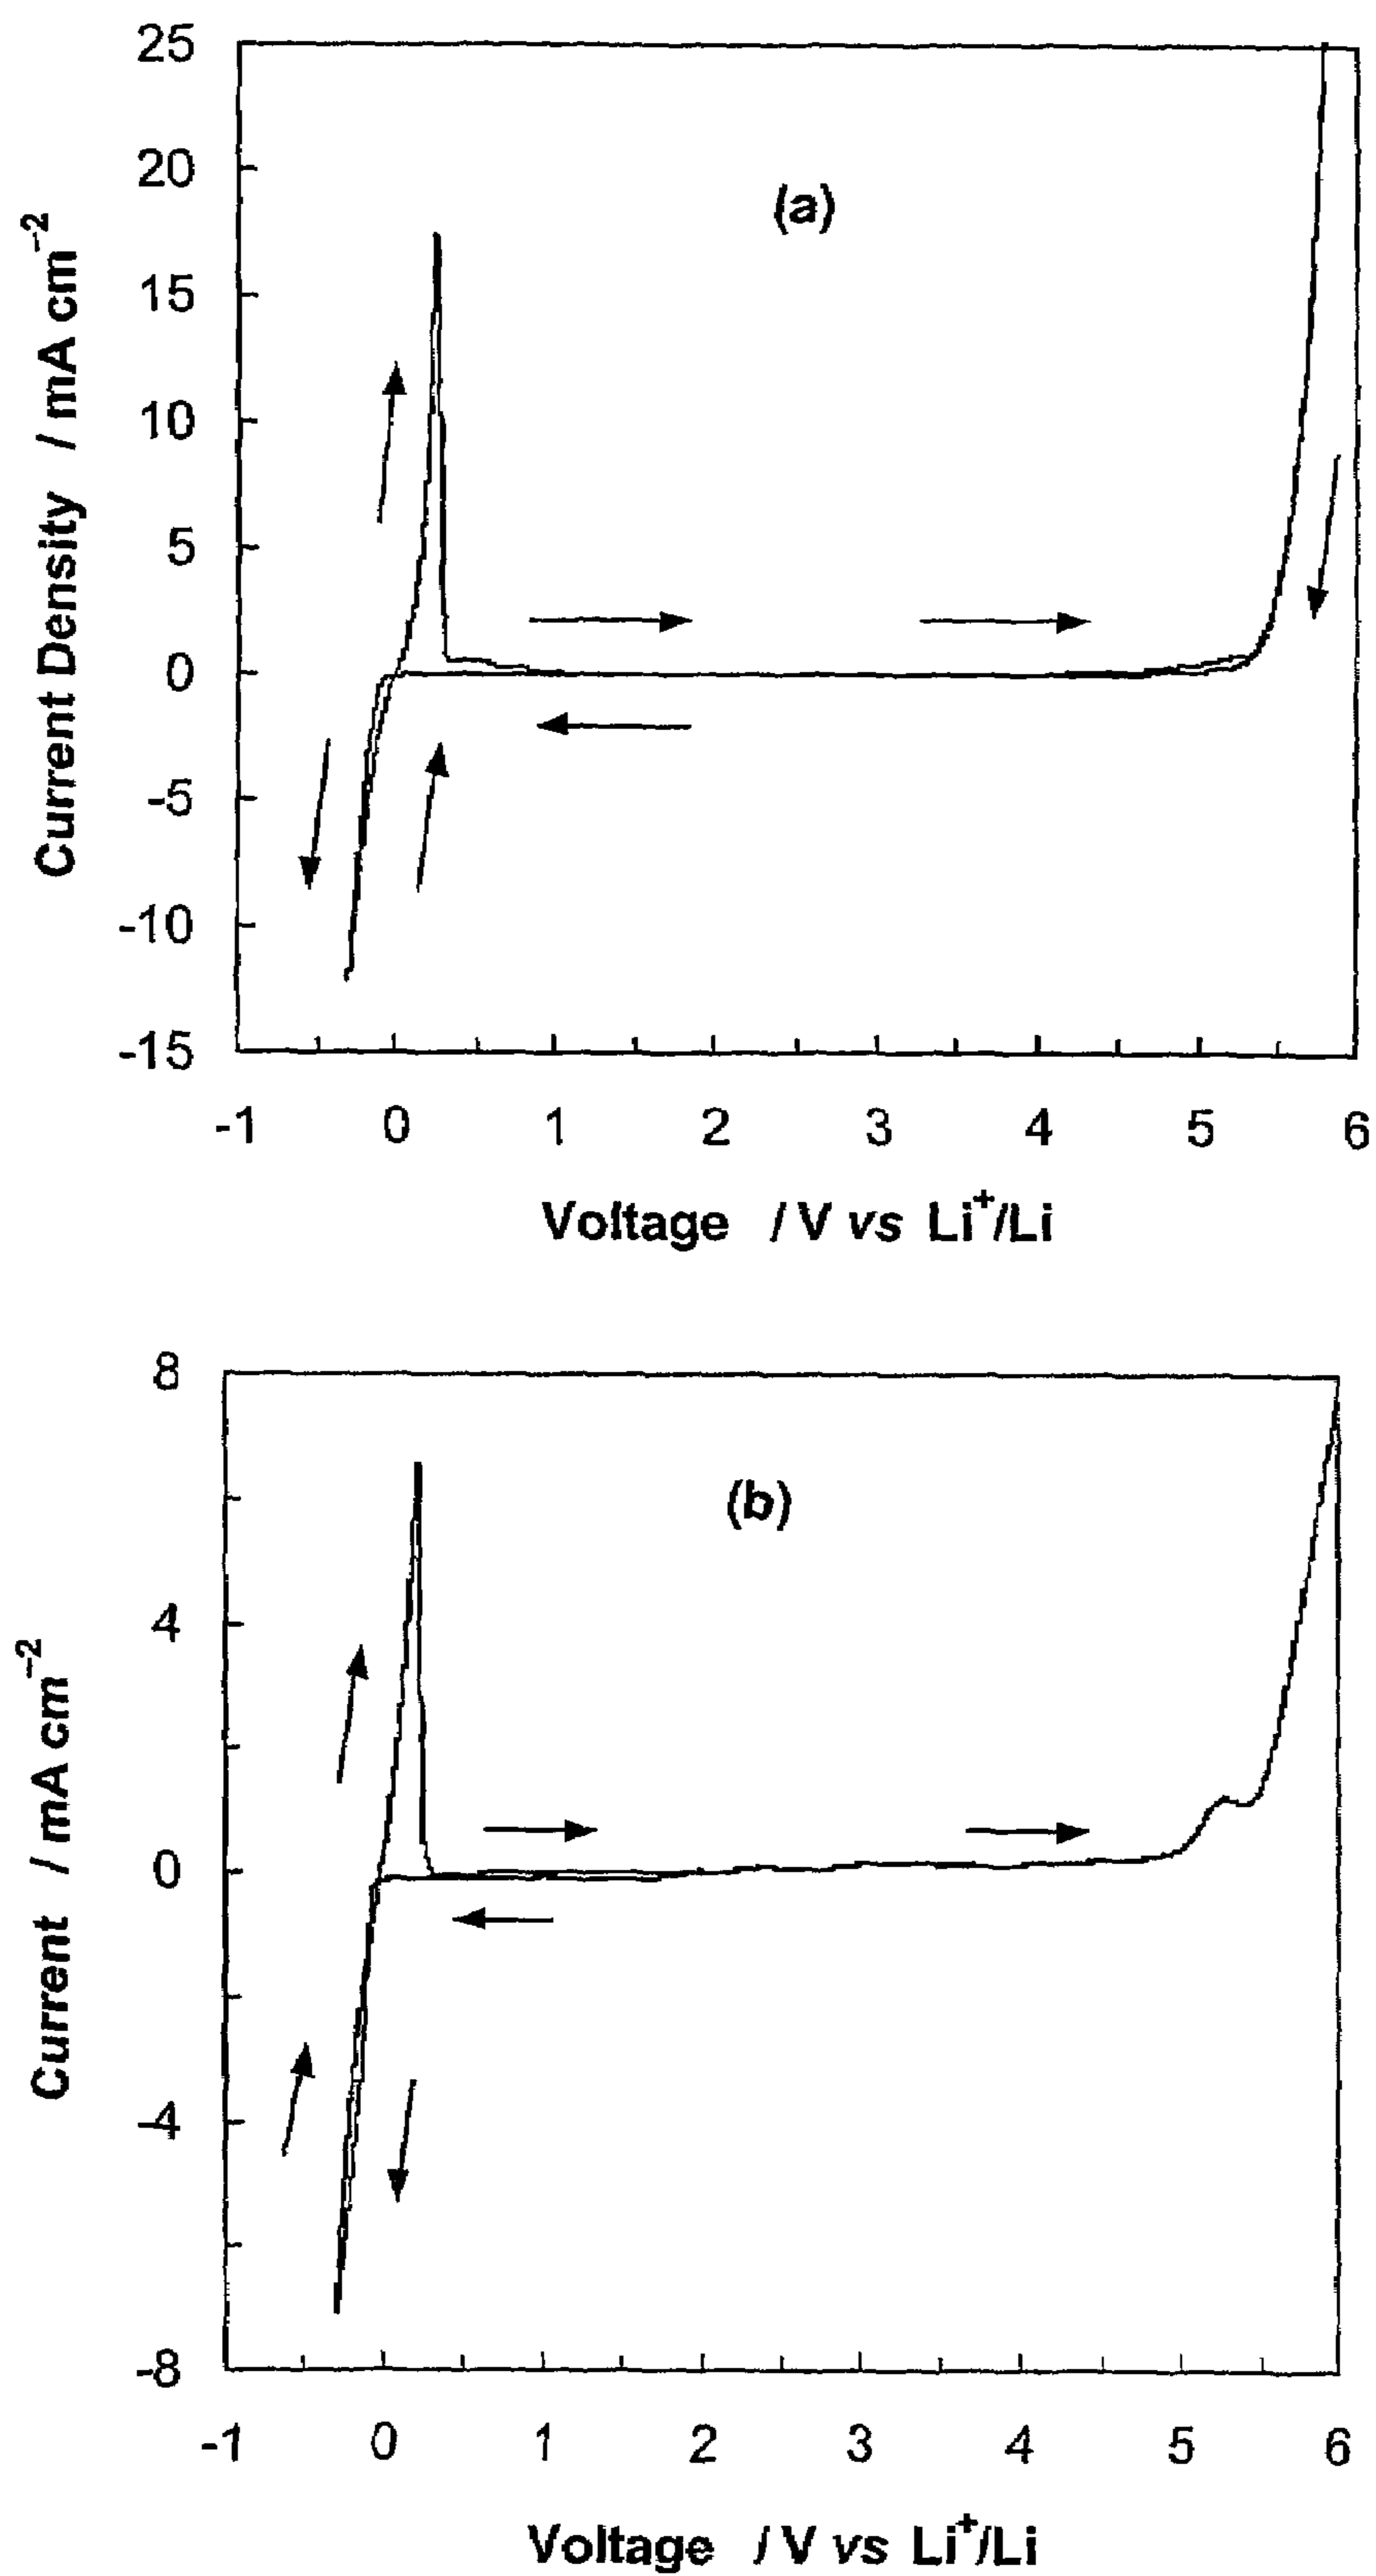 25
20
(a)
15
10
5
0
-5
-10
-15
Current Density / mA cm⁻²
-1 0 1 2 3 4 5 6
Voltage / V vs Li⁺/Li
8
(b)
4
0
-4
-8
Current / mA cm⁻²
-1 0 1 2 3 4 5 6
Voltage / V vs Li⁺/Li